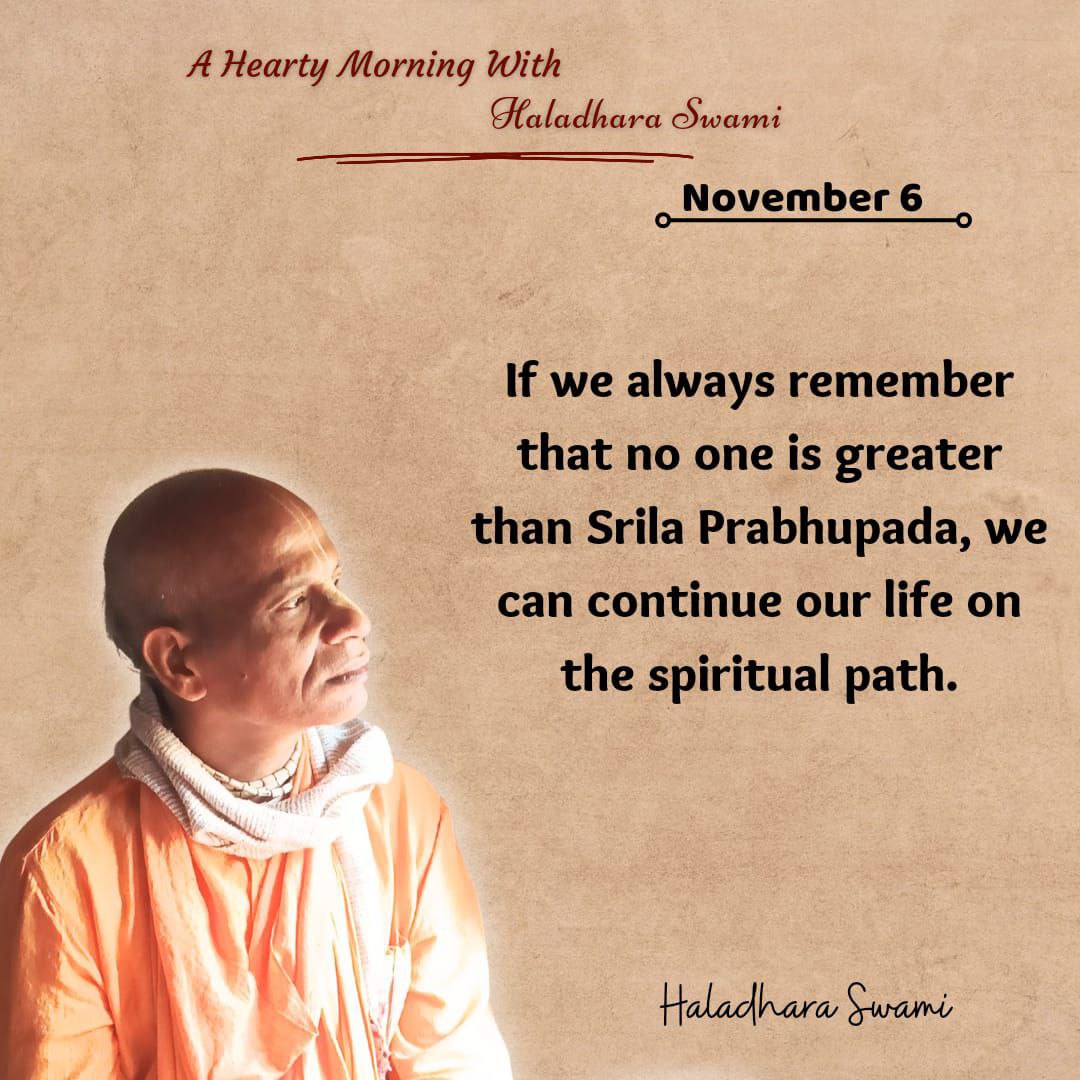 A Hearty Morning With
Haladhara Swami
November 6
If we always remember
that no one is greater
than Srila Prabhupada, we
can continue our life on
the spiritual path.
Haladhara Swami